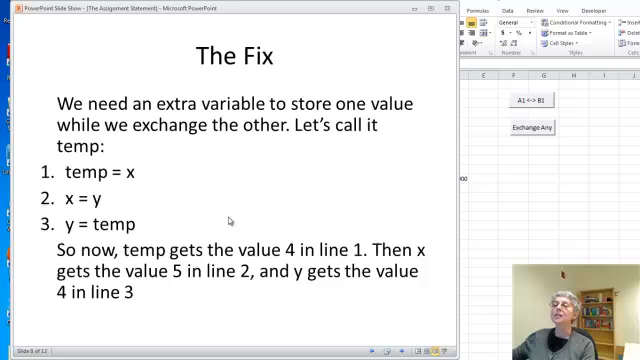 PowerPoint Slide Show - [The Assignment Statement] - Microsoft PowerPoint
The Fix
We need an extra variable to store one value
while we exchange the other. Let's call it
temp:
1. temp = x
2. x = y
3. y = temp
So now, temp gets the value 4 in line 1. Then x
gets the value 5 in line 2, and y gets the value
4 in line 3
Slide 8 of 12
Formulas Data Review View Developer
General
Conditional Formatting
Format as Table
Cell Styles
E F G H I J
A1 <-> B1
Exchange Any
000